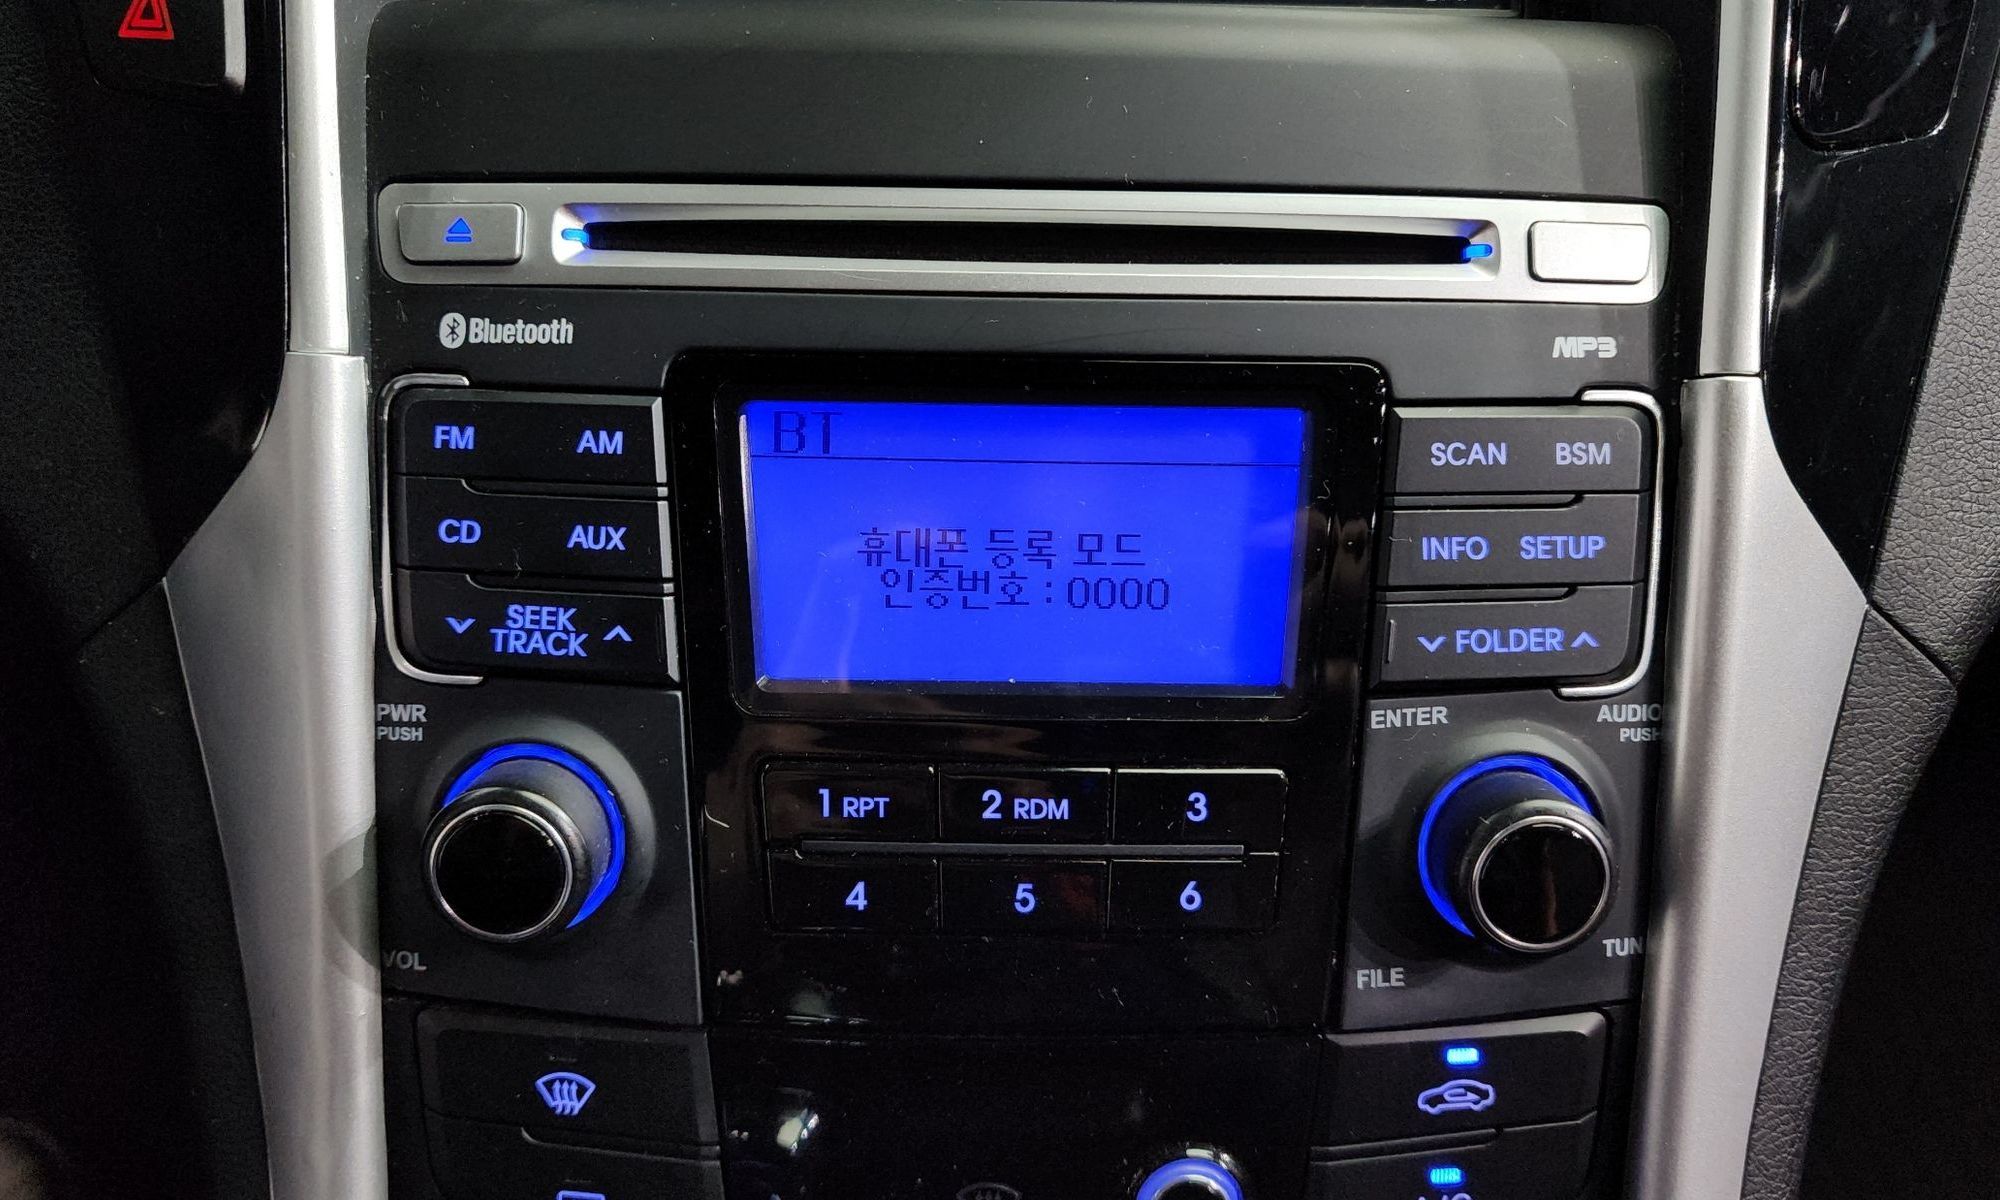 Bluetooth
MP3
FM
AM
CD
AUX
SEEK
TRACK
BT
휴대폰 등록 모드
인증번호 : 0000
SCAN
BSM
INFO
SETUP
FOLDER
PWR
PUSH
VOL
1 RPT
2 RDM
3
4
5
6
ENTER
AUDIO
PUSH
FILE
TUN